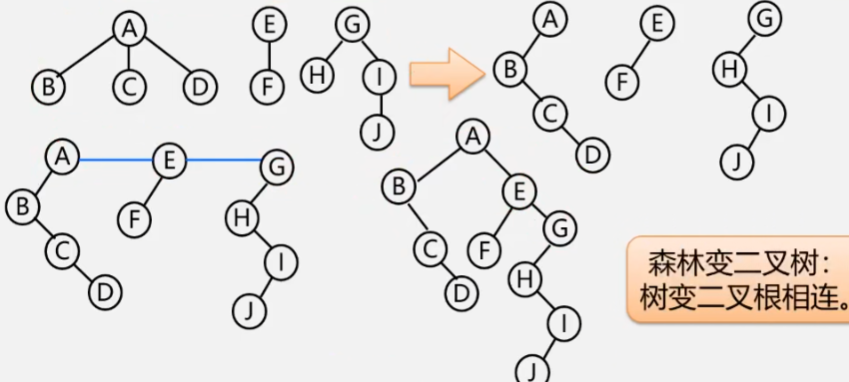 A E G
B C D F H I
J
A E G
B F H
C I
D J
A E G
B F H
C I
D J
A
B E
C F G
D H
I
J
森林变二叉树：
树变二叉根相连。